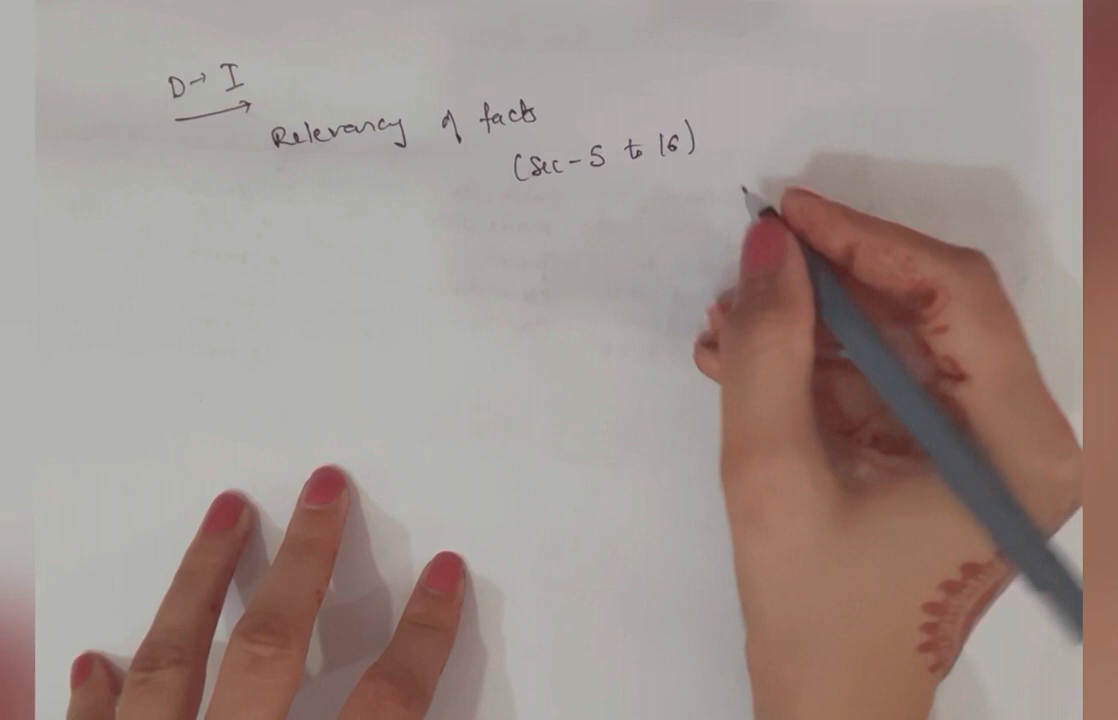 D→ I
Relevancy of facts
(Sec-5 to 16)